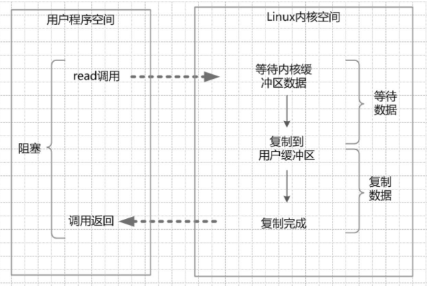 用户程序空间
Linux内核空间
read调用
等待内核缓
冲区数据
等待
数据
阻塞
复制到
用户缓冲区
复制
数据
调用返回
复制完成